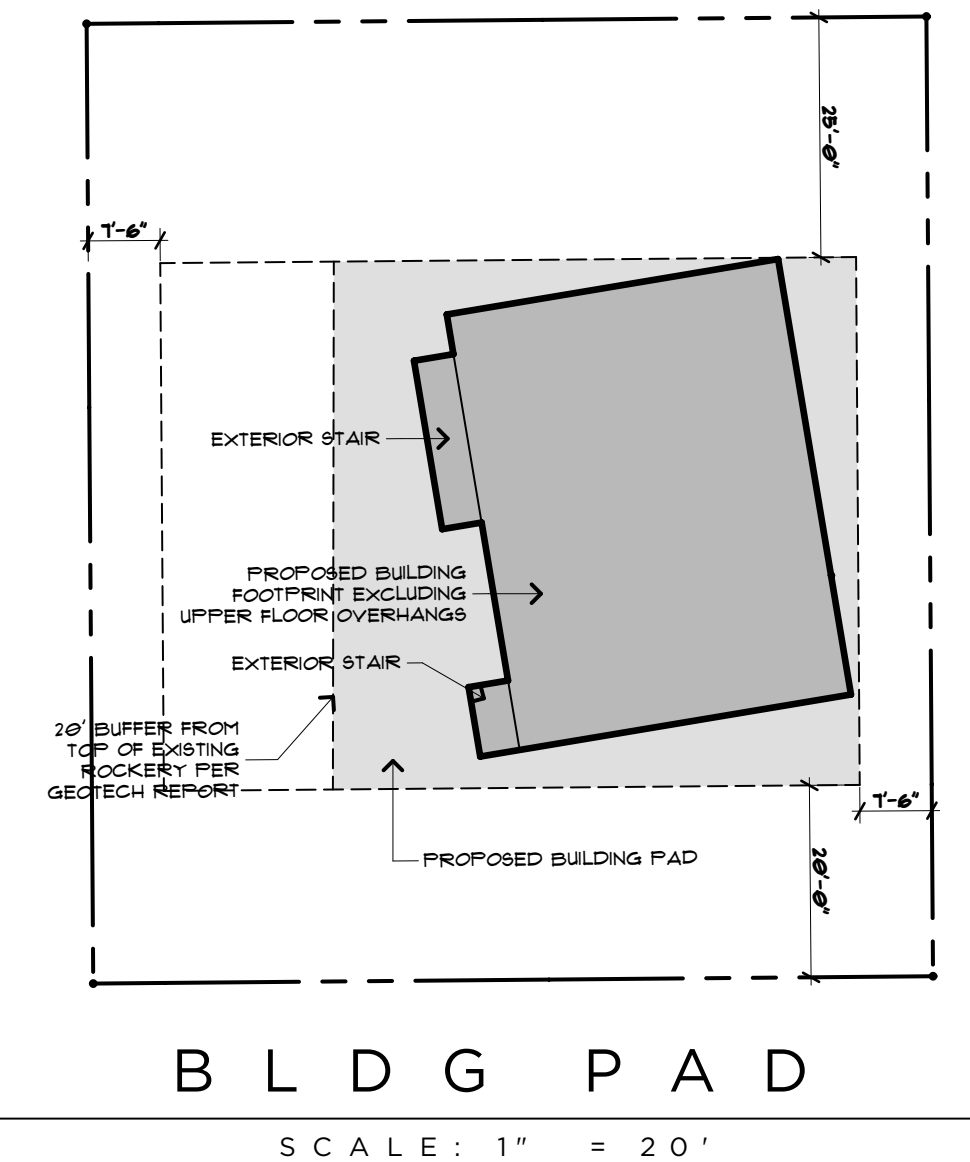 25'-0"
7'-6"
EXTERIOR STAIR
PROPOSED BUILDING
FOOTPRINT EXCLUDING
UPPER FLOOR OVERHANGS
EXTERIOR STAIR
20' BUFFER FROM
TOP OF EXISTING
ROCKERY PER
GEOTECH REPORT
7'-6"
PROPOSED BUILDING PAD
20'-0"
BLDG PAD
SCALE: 1" = 20'